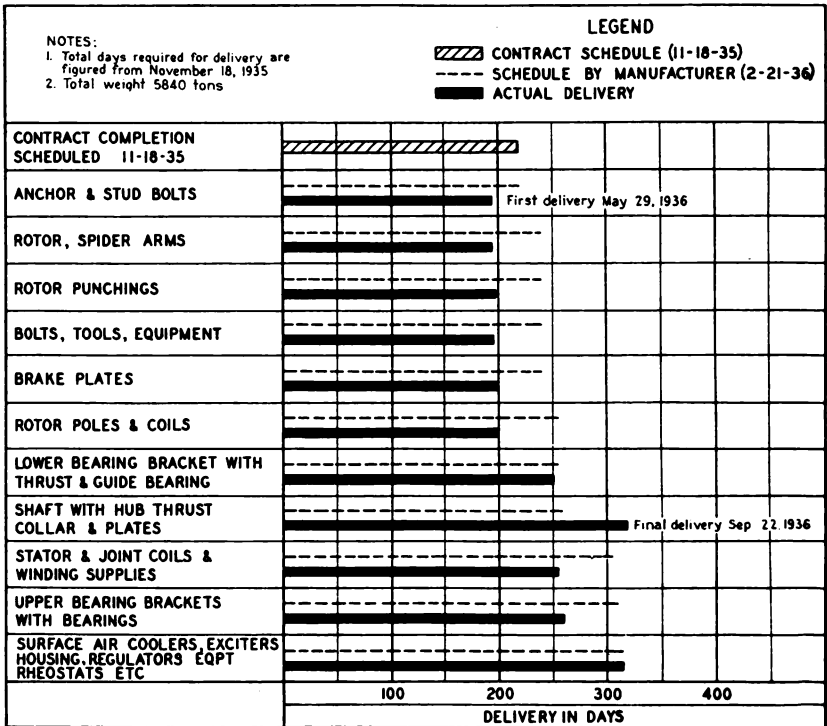 NOTES:
1. Total days required for delivery are
figured from November 18, 1935
2. Total weight 5840 tons
LEGEND
CONTRACT SCHEDULE (11-18-35)
SCHEDULE BY MANUFACTURER (2-21-36)
ACTUAL DELIVERY
CONTRACT COMPLETION
SCHEDULED 11-18-35
ANCHOR & STUD BOLTS
First delivery May 29, 1936
ROTOR, SPIDER ARMS
ROTOR PUNCHINGS
BOLTS, TOOLS, EQUIPMENT
BRAKE PLATES
ROTOR POLES & COILS
LOWER BEARING BRACKET WITH
THRUST & GUIDE BEARING
SHAFT WITH HUB THRUST
COLLAR & PLATES
Final delivery Sep 22, 1936
STATOR & JOINT COILS &
WINDING SUPPLIES
UPPER BEARING BRACKETS
WITH BEARINGS
SURFACE AIR COOLERS, EXCITERS
HOUSING, REGULATORS EQPT
RHEOSTATS ETC
100 200 300 400
DELIVERY IN DAYS